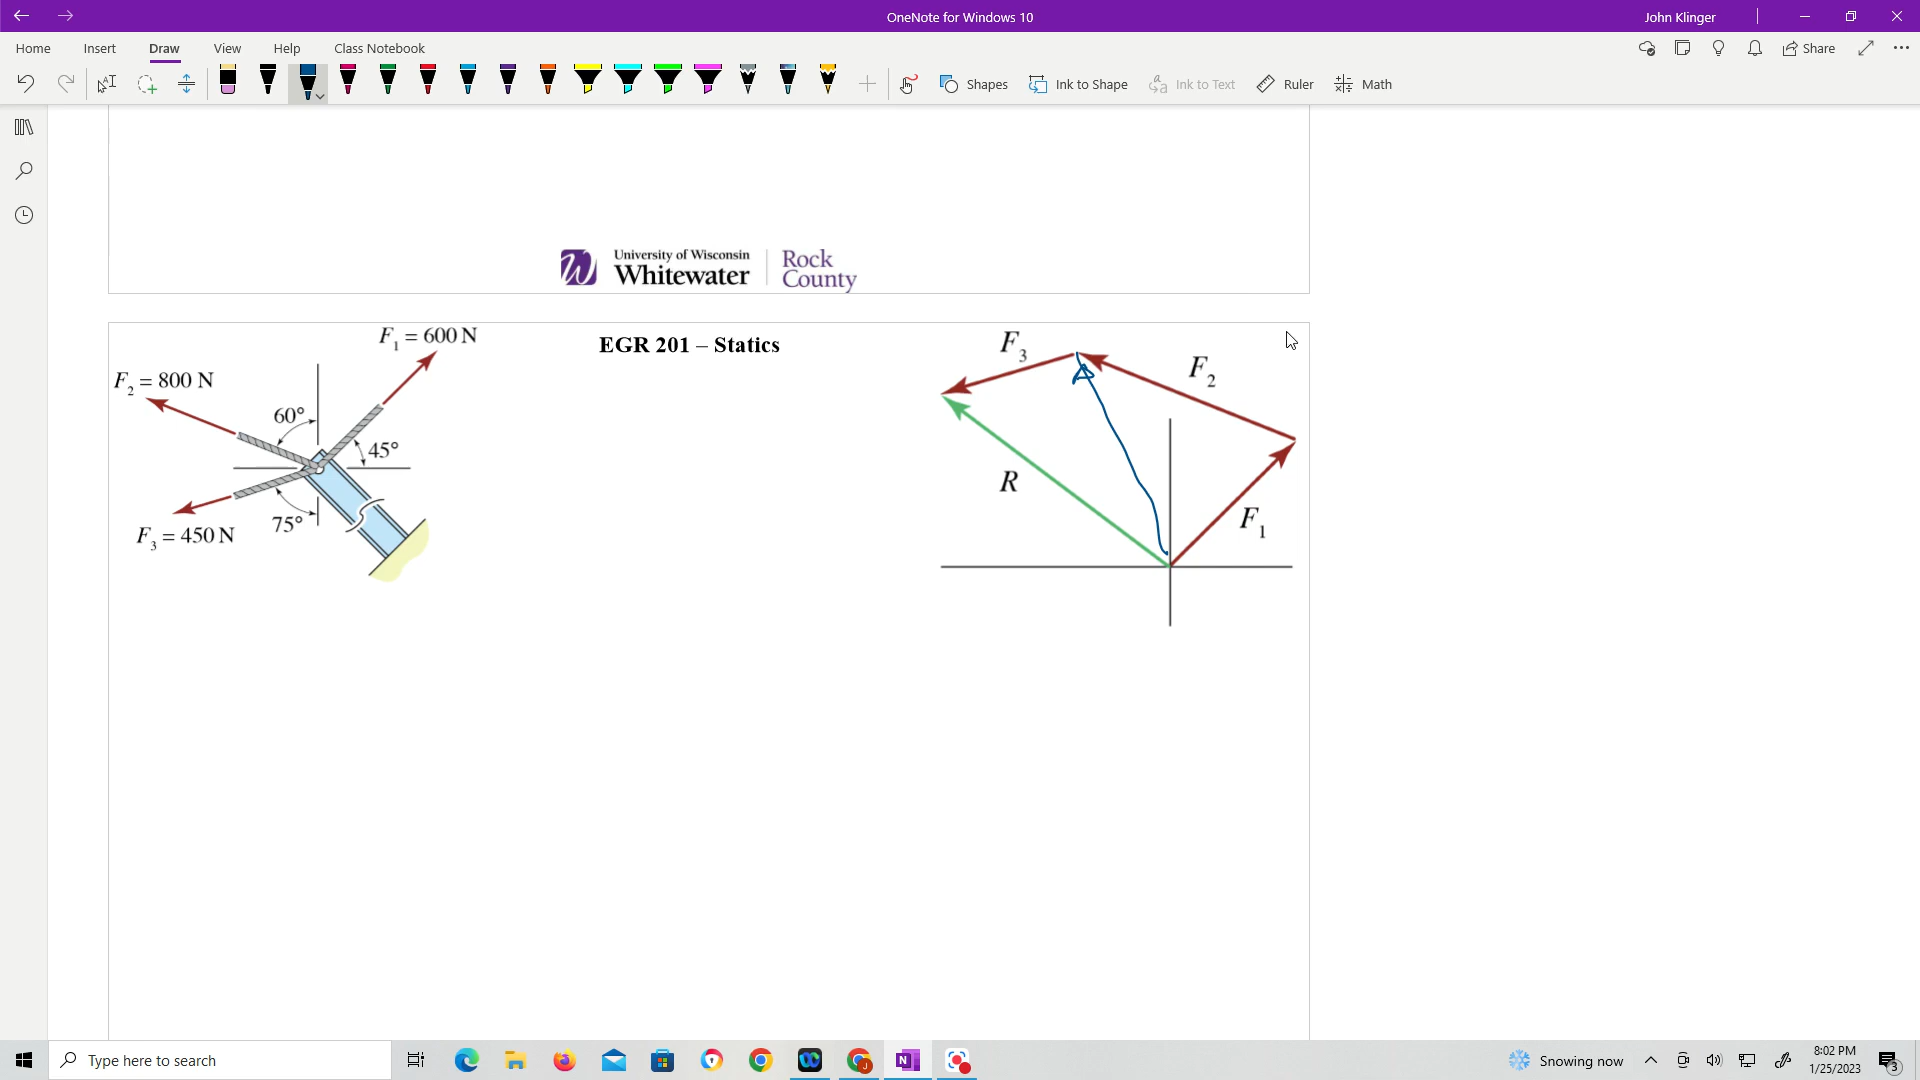 OneNote for Windows 10
John Klinger
Home Insert Draw View Help Class Notebook
Share
Shapes Ink to Shape Ink to Text Ruler Math
University of Wisconsin
Whitewater
Rock
County
EGR 201 – Statics
F1 = 600 N
F2 = 800 N
60°
45°
75°
F3 = 450 N
F3
F2
R
F1
Type here to search
Snowing now
8:02 PM
1/25/2023
3